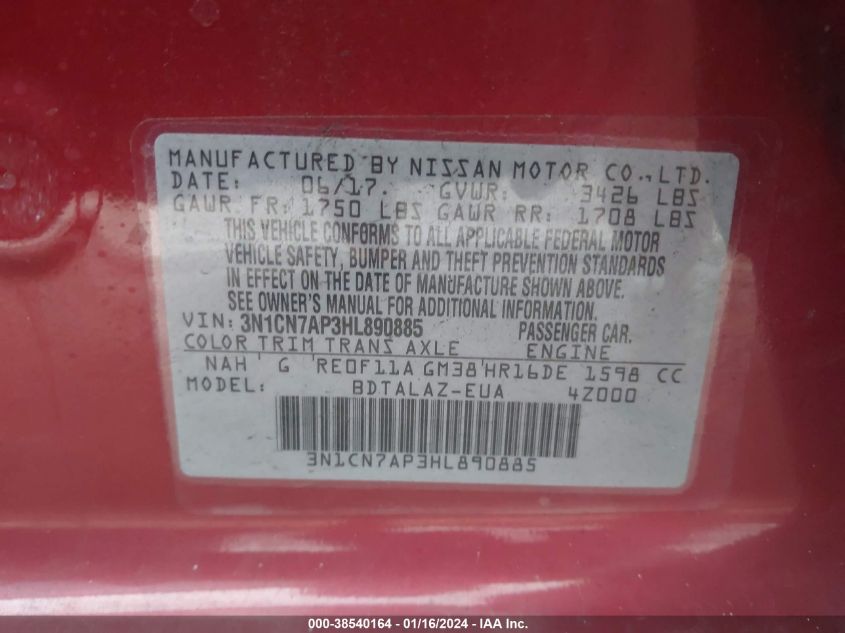 MANUFACTURED BY NISSAN MOTOR CO., LTD.
DATE: 06/17. GVWR: 3426 LBS
GAWR FR: 1750 LBS GAWR RR: 1708 LBS
THIS VEHICLE CONFORMS TO ALL APPLICABLE FEDERAL MOTOR
VEHICLE SAFETY, BUMPER AND THEFT PREVENTION STANDARDS
IN EFFECT ON THE DATE OF MANUFACTURE SHOWN ABOVE.
SEE OWNER'S MANUAL FOR ADDITIONAL INFORMATION.
VIN: 3N1CN7AP3HL890885 PASSENGER CAR.
COLOR TRIM TRANS AXLE ENGINE
NAH G RE0F11A GM38 HR16DE 1598 CC
MODEL: BDTALAZ-EUA 4Z000
3N1CN7AP3HL890885
000-38540164 - 01/16/2024 - IAA Inc.